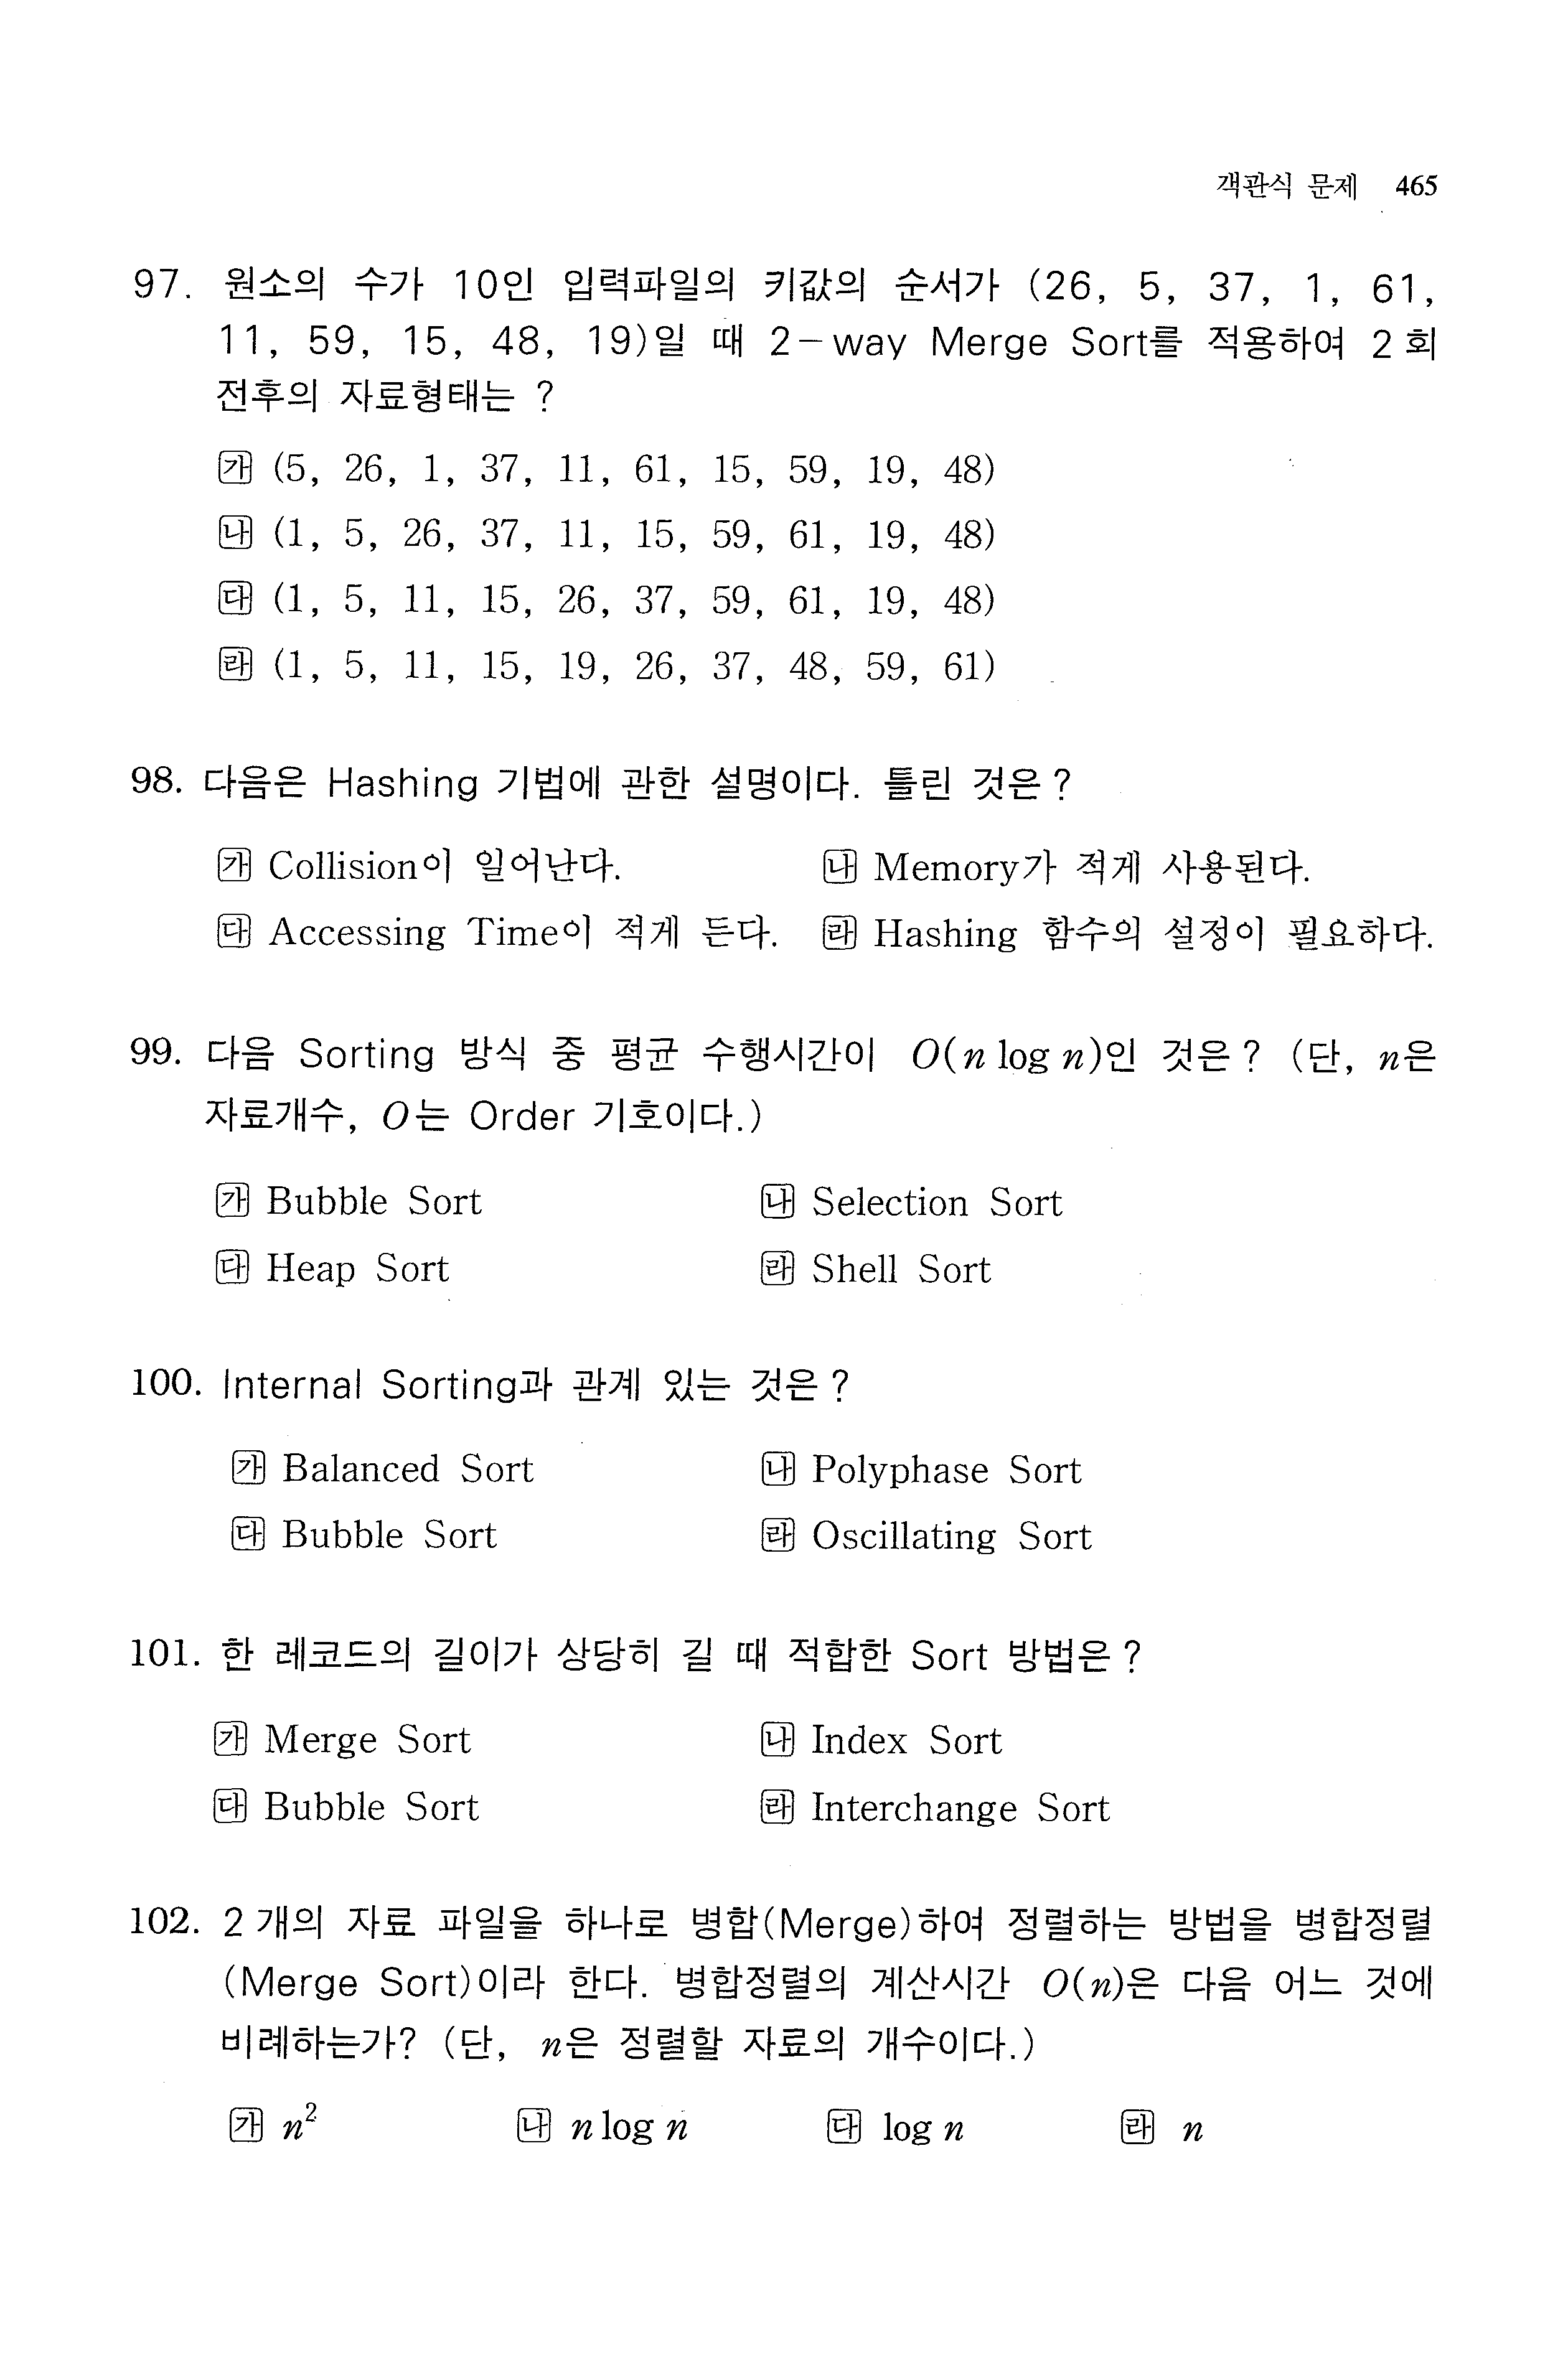 객관식 문제 465
97. 원소의 수가 10인 입력파일의 키값의 순서가 (26, 5, 37, 1, 61,
11, 59, 15, 48, 19)일 때 2-way Merge Sort를 적용하여 2회
전후의 자료형태는 ?
㉮ (5, 26, 1, 37, 11, 61, 15, 59, 19, 48)
㉯ (1, 5, 26, 37, 11, 15, 59, 61, 19, 48)
㉰ (1, 5, 11, 15, 26, 37, 59, 61, 19, 48)
㉱ (1, 5, 11, 15, 19, 26, 37, 48, 59, 61)
98. 다음은 Hashing 기법에 관한 설명이다. 틀린 것은 ?
㉮ Collision이 일어난다. ㉯ Memory가 적게 사용된다.
㉰ Accessing Time이 적게 든다. ㉱ Hashing 함수의 설정이 필요하다.
99. 다음 Sorting 방식 중 평균 수행시간이 O(n log n)인 것은 ? (단, n은
자료개수, O는 Order 기호이다.)
㉮ Bubble Sort ㉯ Selection Sort
㉰ Heap Sort ㉱ Shell Sort
100. Internal Sorting과 관계 있는 것은 ?
㉮ Balanced Sort ㉯ Polyphase Sort
㉰ Bubble Sort ㉱ Oscillating Sort
101. 한 레코드의 길이가 상당히 길 때 적합한 Sort 방법은 ?
㉮ Merge Sort ㉯ Index Sort
㉰ Bubble Sort ㉱ Interchange Sort
102. 2개의 자료 파일을 하나로 병합(Merge)하여 정렬하는 방법을 병합정렬
(Merge Sort)이라 한다. 병합정렬의 계산시간 O(n)은 다음 어느 것에
비례하는가? (단, n은 정렬할 자료의 개수이다.)
㉮ n² ㉯ n log n ㉰ log n ㉱ n